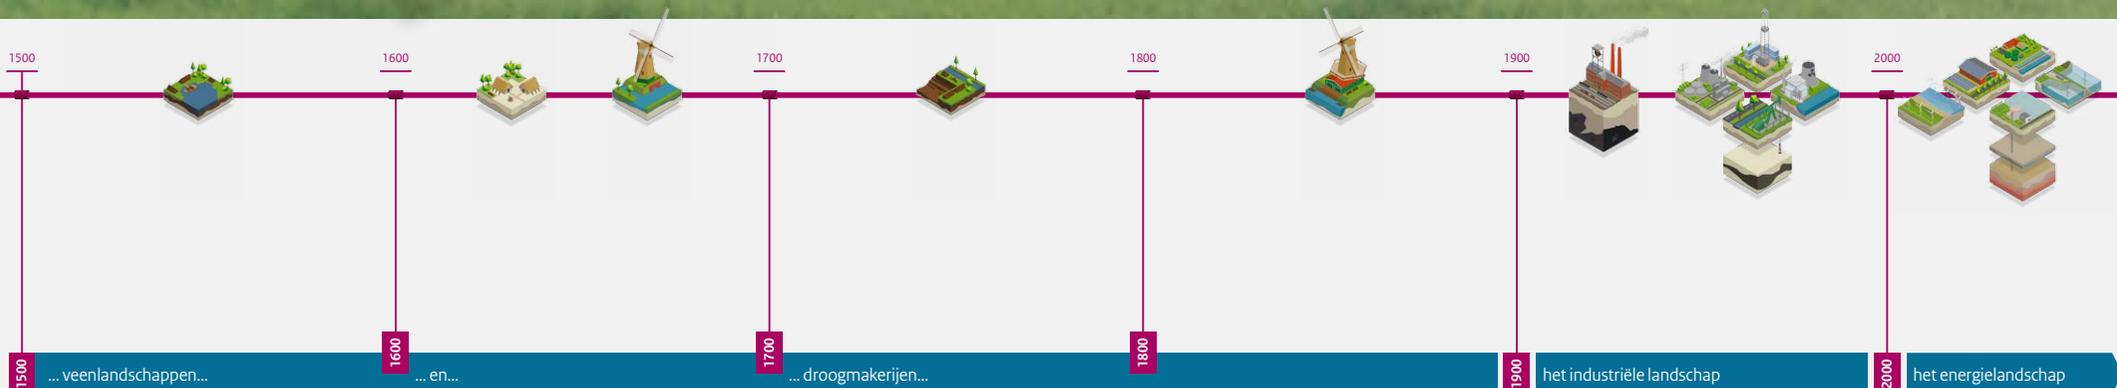 1500
1600
1700
1800
1900
2000
1500
... veenlandschappen...
1600
... en...
1700
... droogmakerijen...
1800
1900
het industriële landschap
2000
het energielandschap